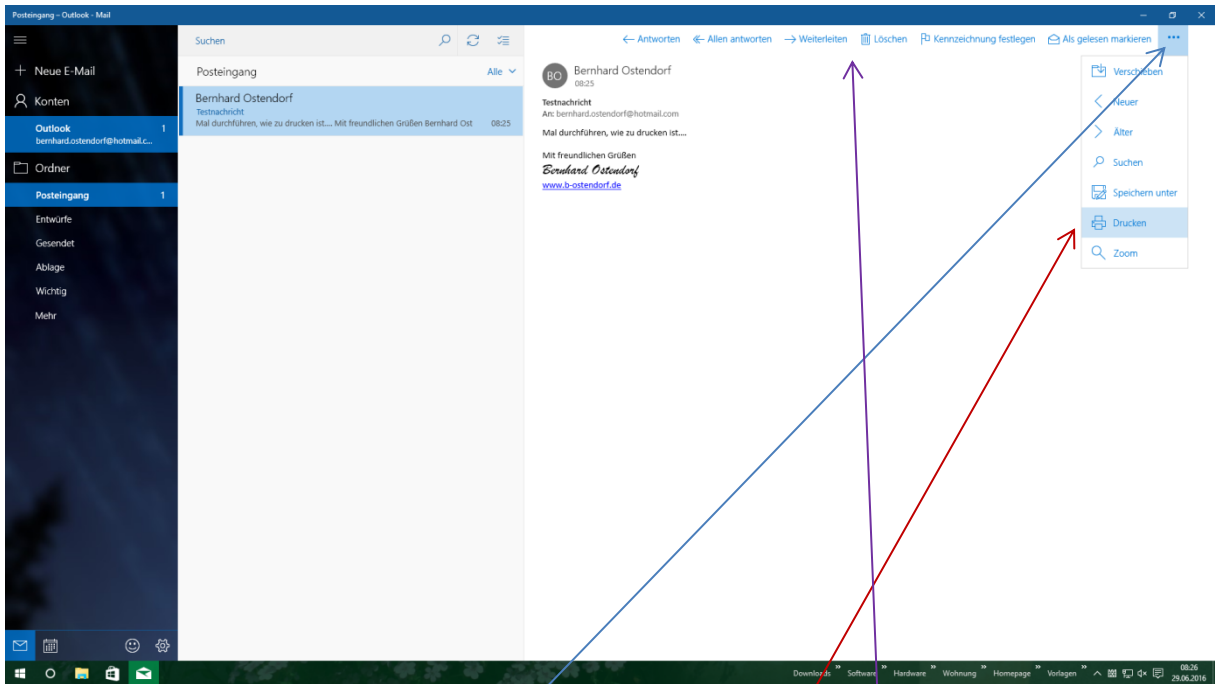 Posteingang – Outlook - Mail
Neue E-Mail
Konten
Outlook 1
bernhard.ostendorf@hotmail.c...
Ordner
Posteingang 1
Entwürfe
Gesendet
Ablage
Wichtig
Mehr
Suchen
Posteingang Alle
Bernhard Ostendorf
Testnachricht
Mal durchführen, wie zu drucken ist.... Mit freundlichen Grüßen Bernhard Ost 08:25
Antworten Allen antworten Weiterleiten Löschen Kennzeichnung festlegen Als gelesen markieren
BO Bernhard Ostendorf
08:25
Testnachricht
An: bernhard.ostendorf@hotmail.com
Mal durchführen, wie zu drucken ist....
Mit freundlichen Grüßen
Bernhard Ostendorf
www.b-ostendorf.de
Verschieben
Neuer
Älter
Suchen
Speichern unter
Drucken
Zoom
Downloads Software Hardware Wohnung Homepage Vorlagen
08:26
29.06.2016